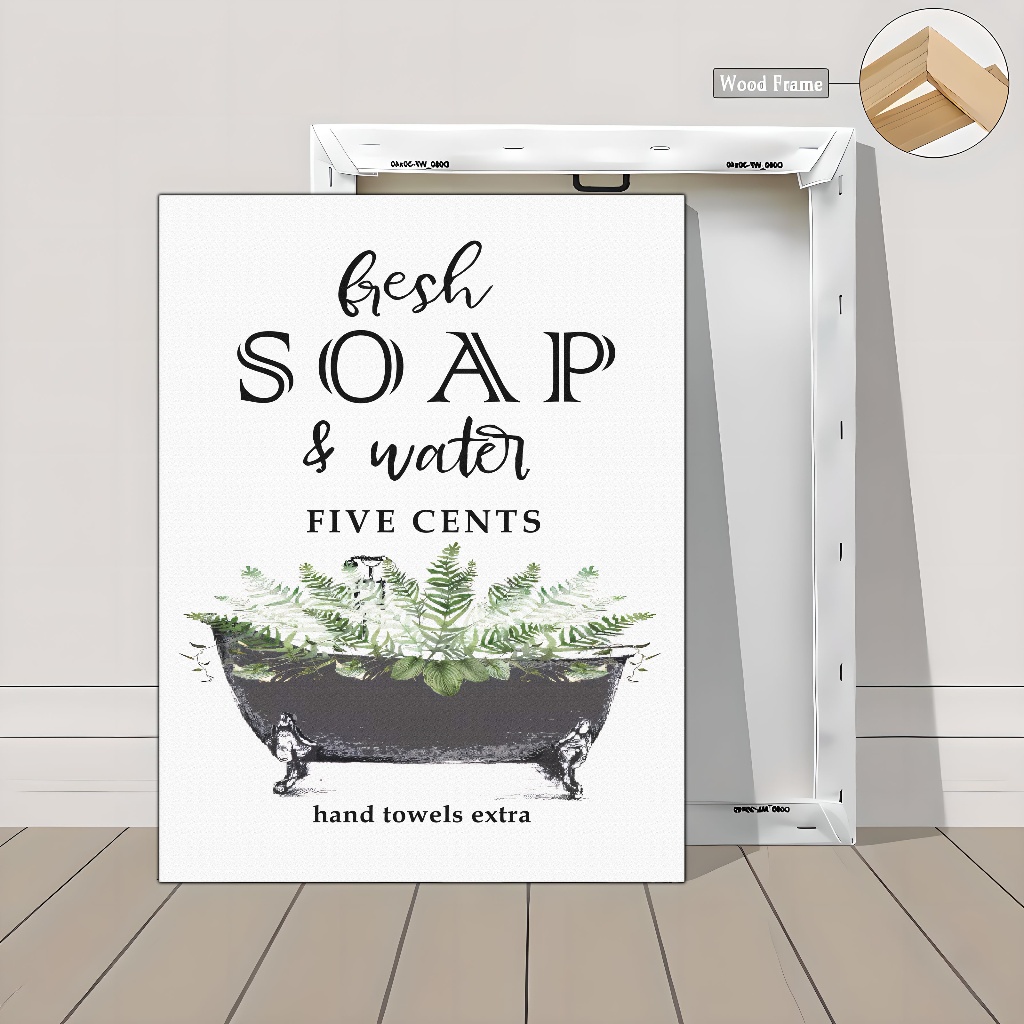 Wood Frame
fresh
SOAP
& water
FIVE CENTS
hand towels extra